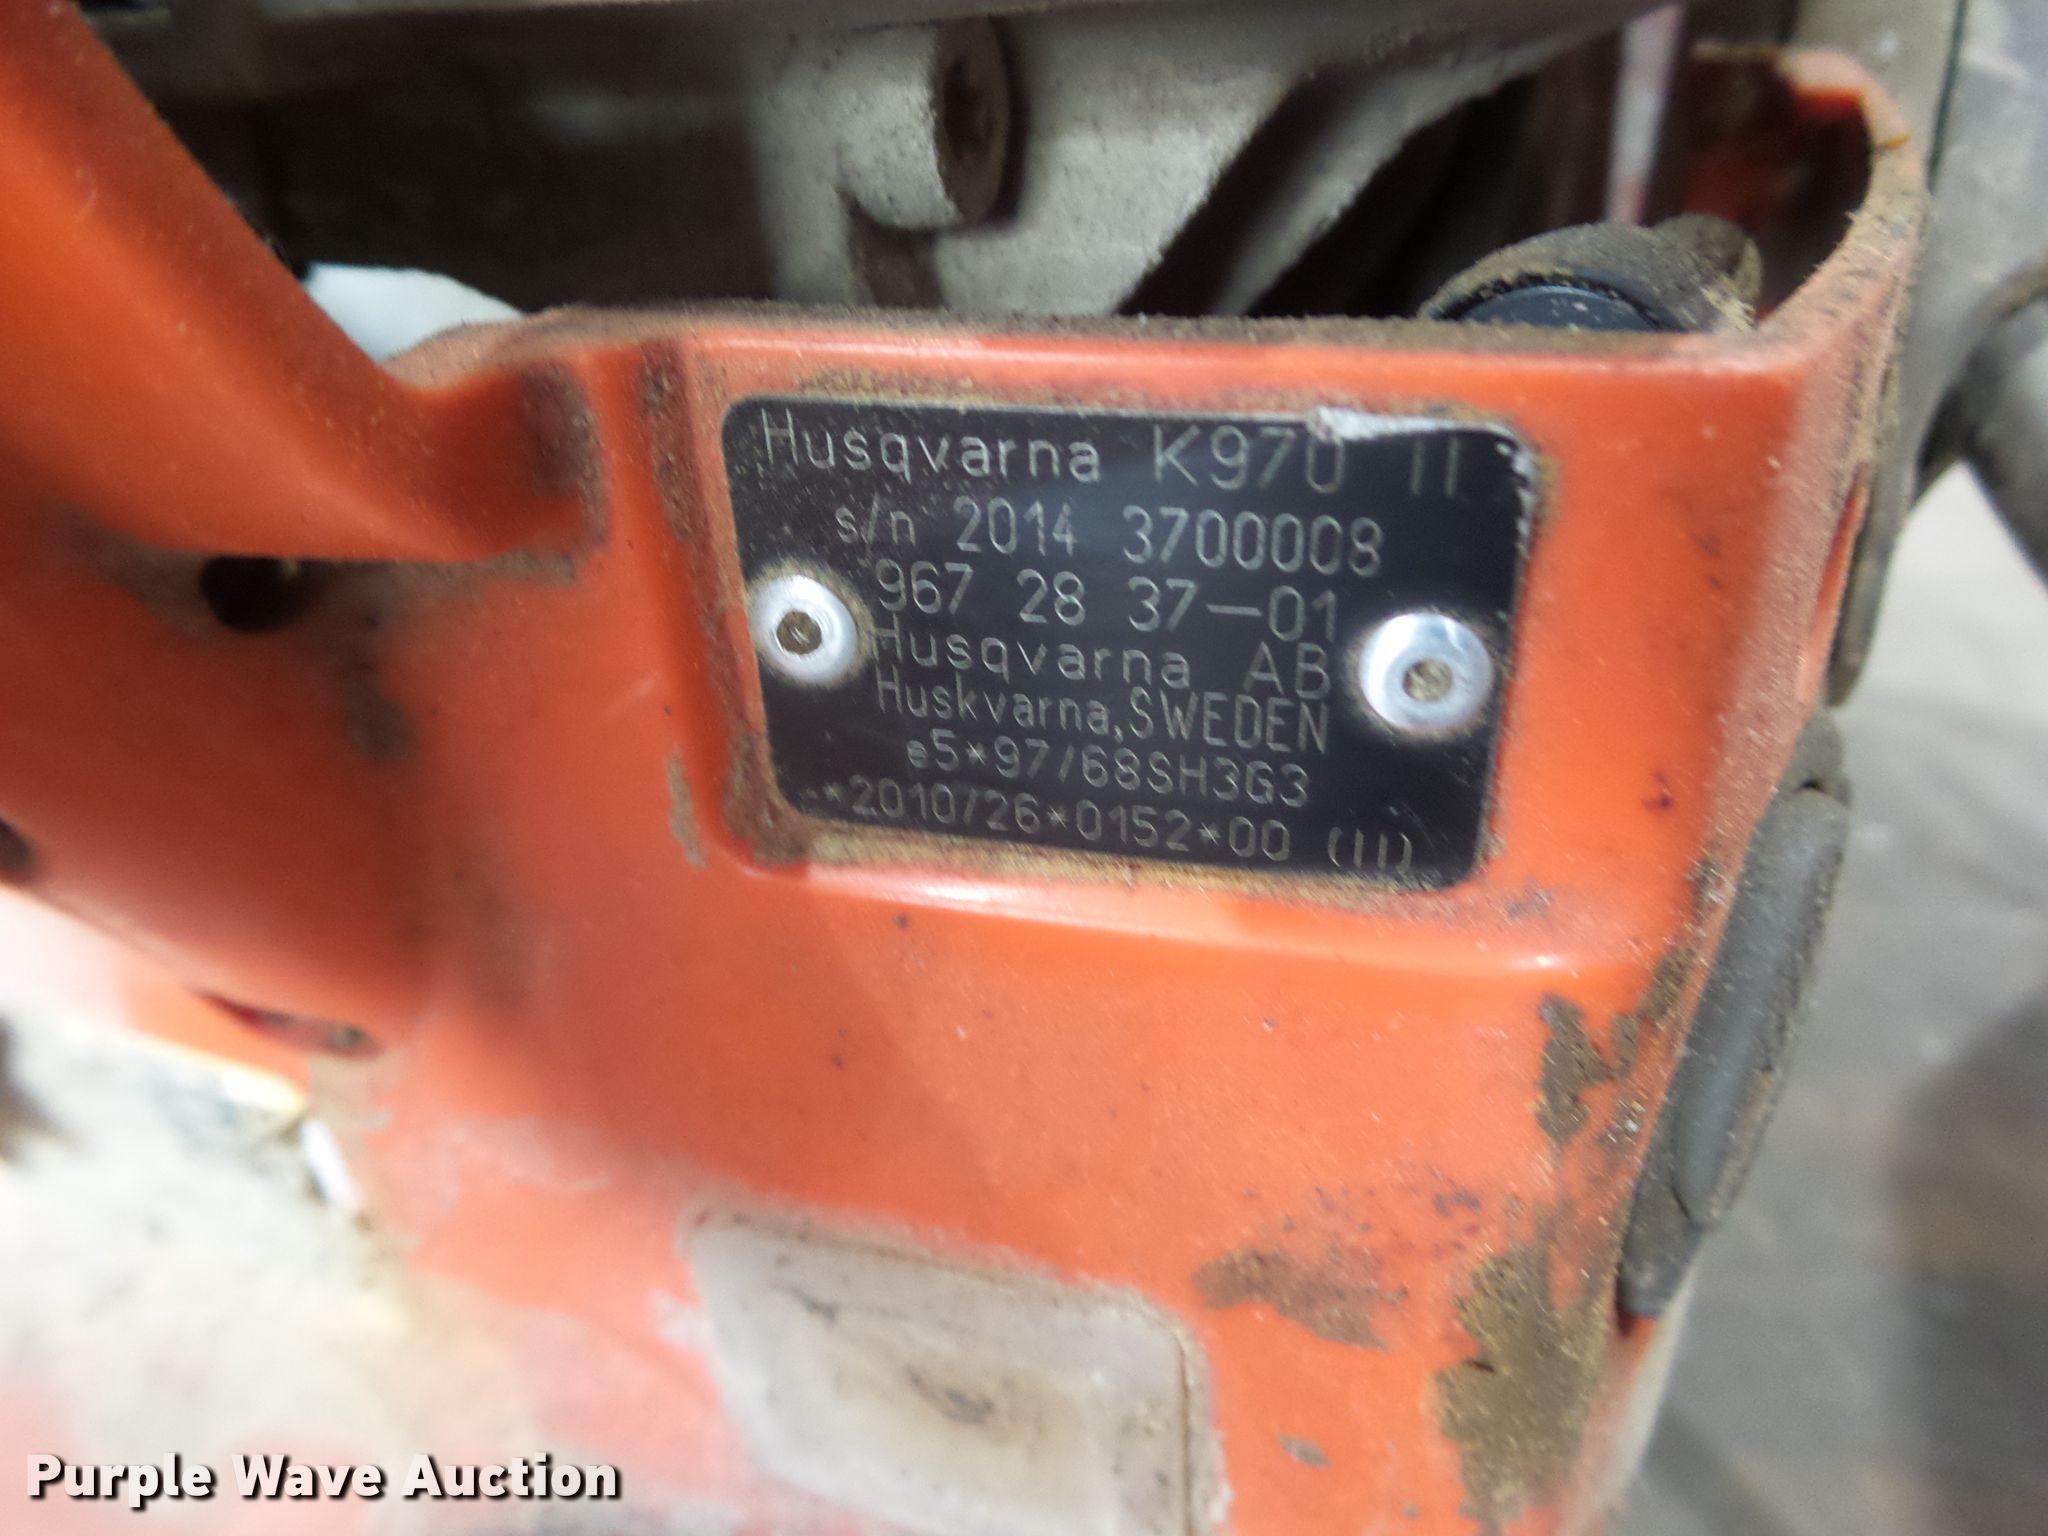 Husqvarna K970 II
s/n 2014 3700008
967 28 37-01
Husqvarna AB
Huskvarna, SWEDEN
e5*97/68SH3G3
*2010/26*0152*00 (II)
Purple Wave Auction